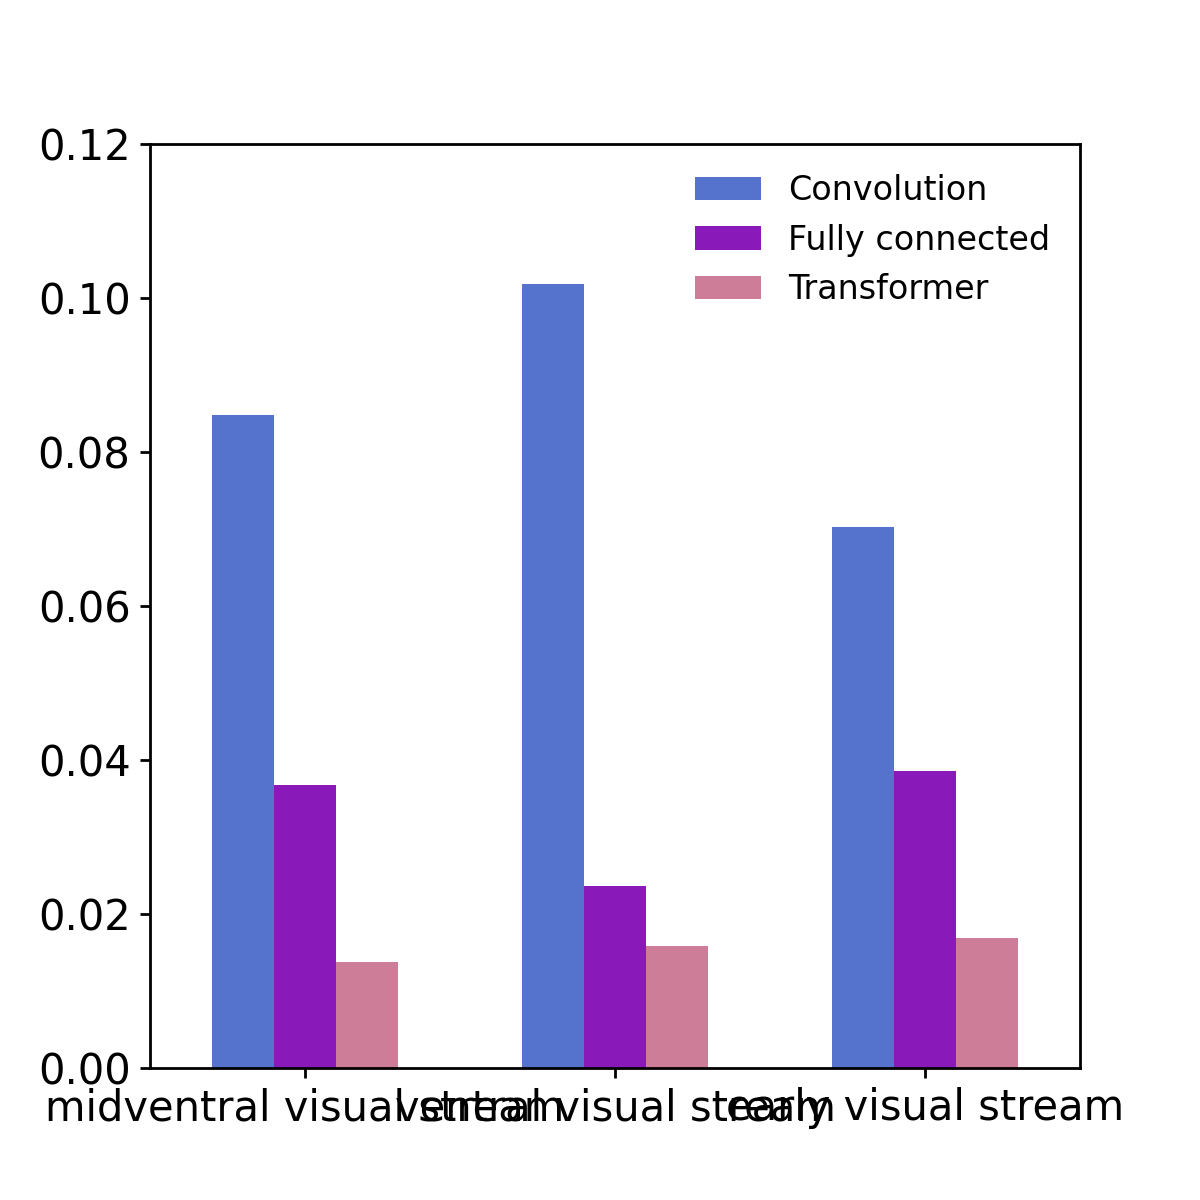 0.12
0.10
0.08
0.06
0.04
0.02
0.00
Convolution
Fully connected
Transformer
midventral visual stream
ventral visual stream
early visual stream